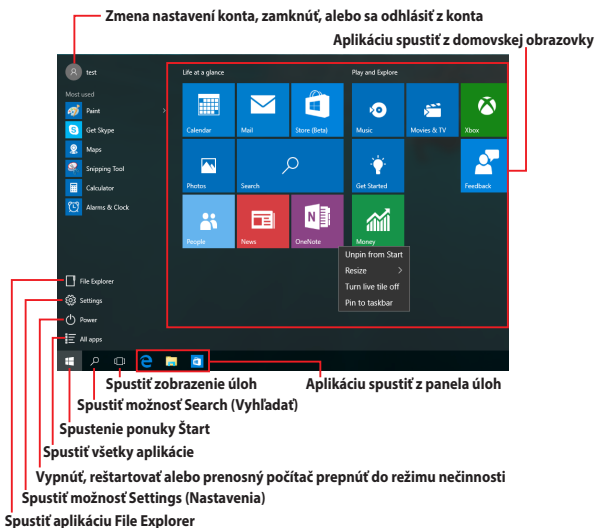 Zmena nastavení konta, zamknúť, alebo sa odhlásiť z konta
Aplikáciu spustiť z domovskej obrazovky
test
Most used
Paint
Get Skype
Maps
Snipping Tool
Calculator
Alarms & Clock
File Explorer
Settings
Power
All apps
Life at a glance
Play and Explore
Calendar
Mail
Store (Beta)
Music
Movies & TV
Xbox
Photos
Search
Get Started
Feedback
People
News
OneNote
Money
Unpin from Start
Resize
Turn live tile off
Pin to taskbar
Spustiť zobrazenie úloh
Aplikáciu spustiť z panela úloh
Spustiť možnosť Search (Vyhľadať)
Spustenie ponuky Štart
Spustiť všetky aplikácie
Vypnúť, reštartovať alebo prenosný počítač prepnúť do režimu nečinnosti
Spustiť možnosť Settings (Nastavenia)
Spustiť aplikáciu File Explorer